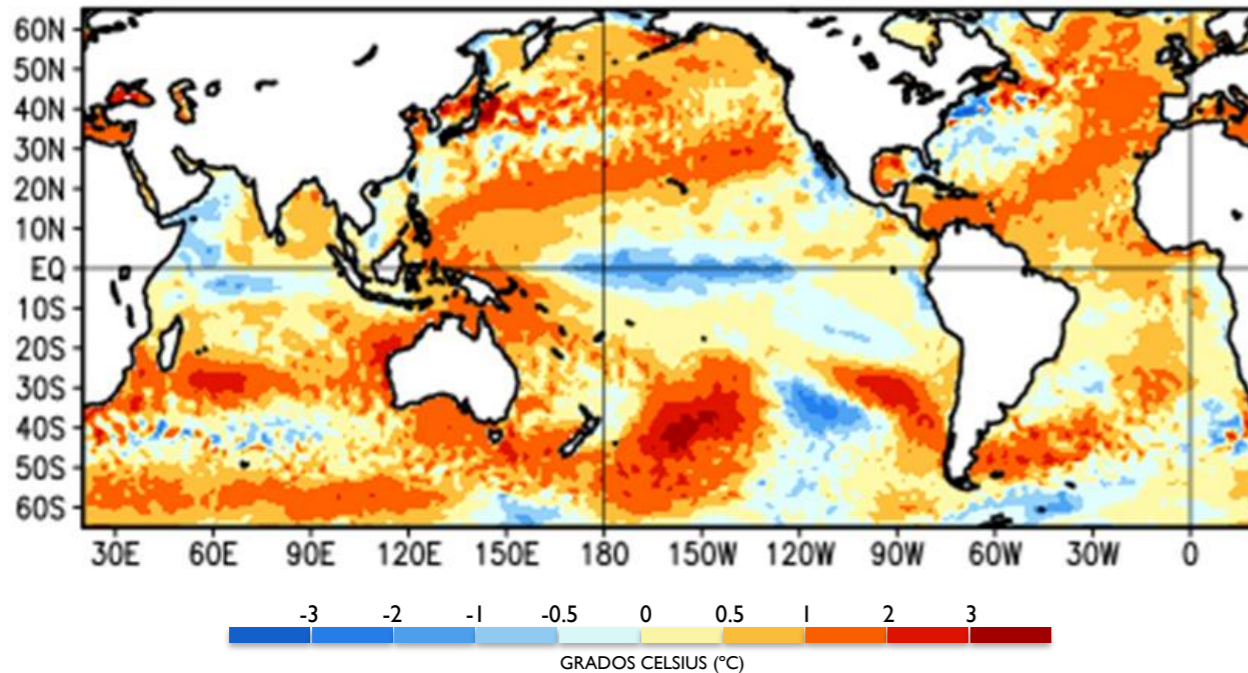 60N
50N
40N
30N
20N
10N
EQ
10S
20S
30S
40S
50S
60S
30E 60E 90E 120E 150E 180 150W 120W 90W 60W 30W 0
-3 -2 -1 -0.5 0 0.5 1 2 3
GRADOS CELSIUS (°C)